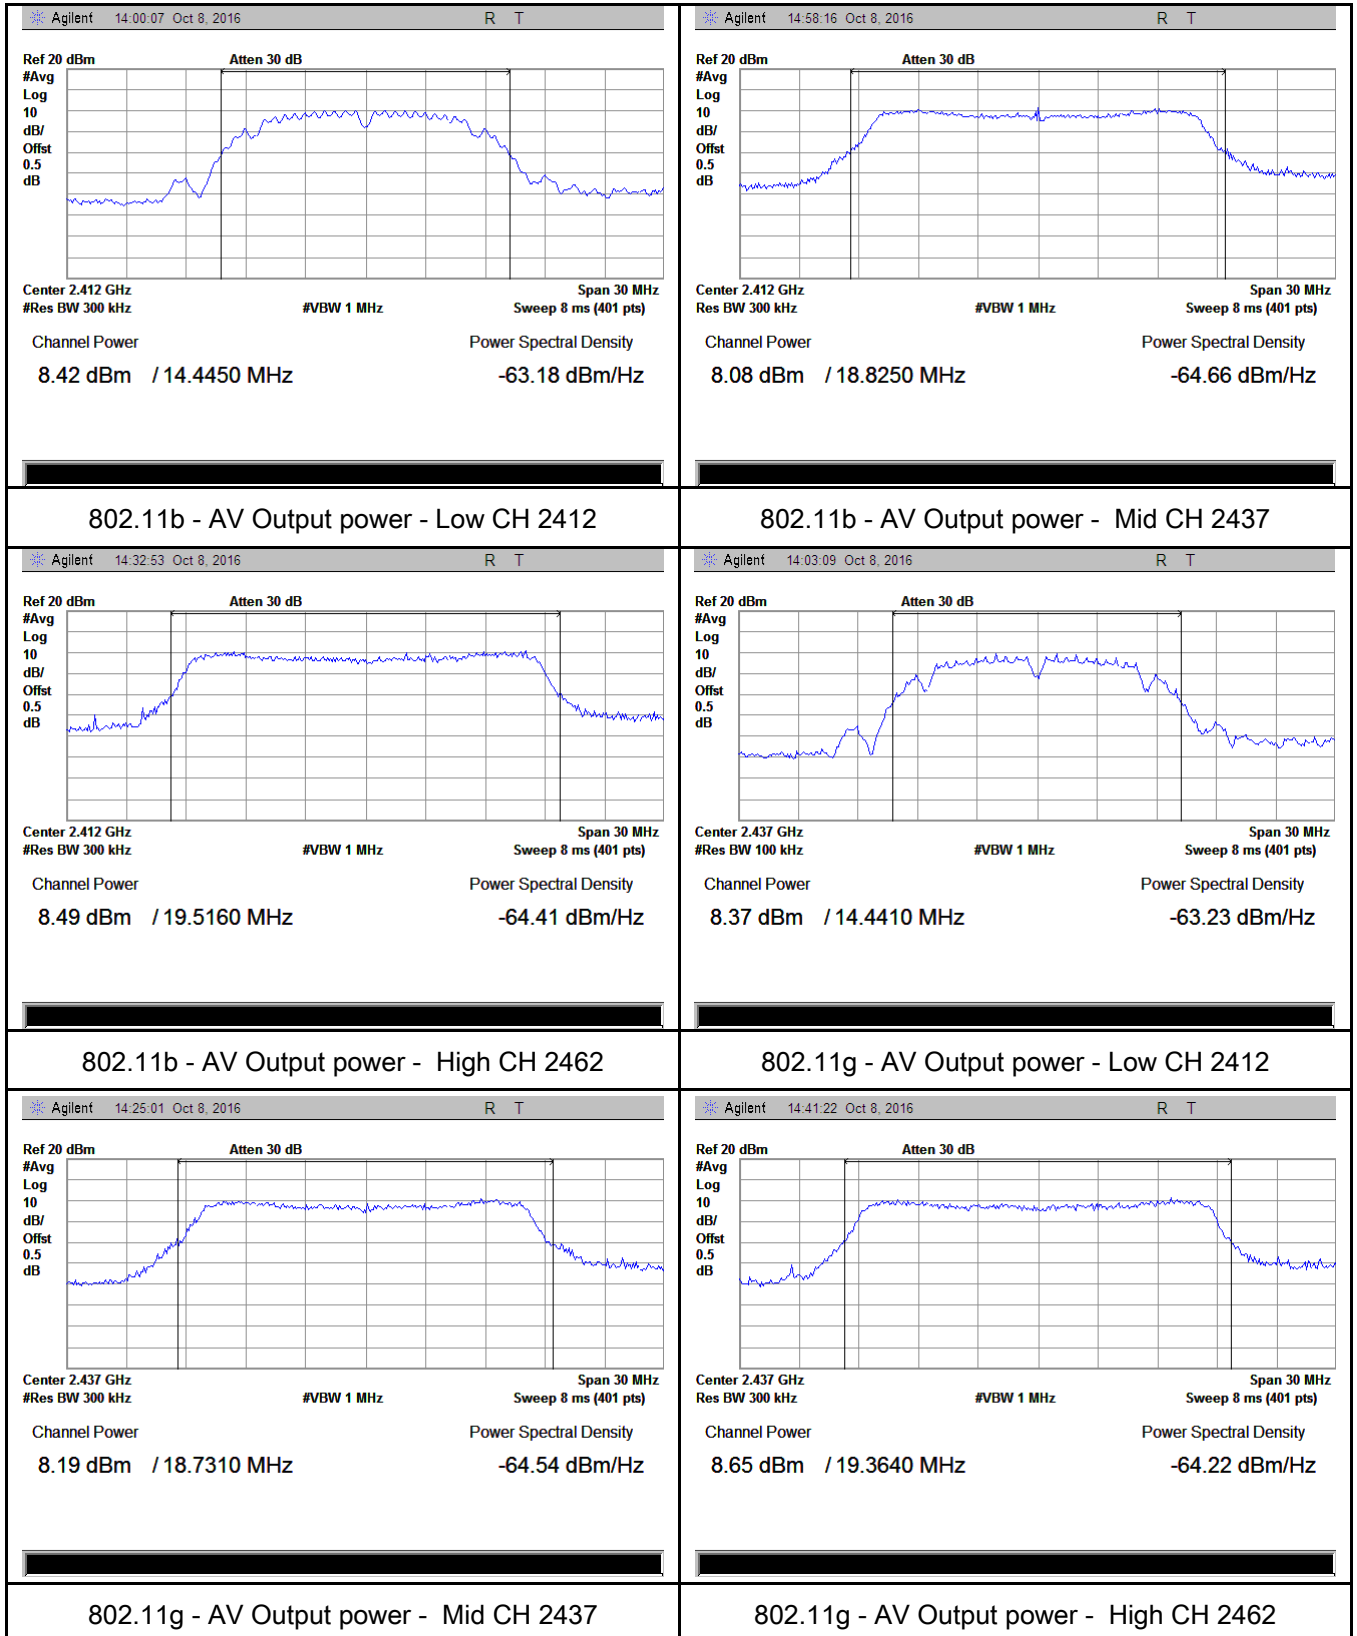 Agilent 14:00:07 Oct 8, 2016 R T
Ref 20 dBm Atten 30 dB
#Avg
Log
10
dB/
Offst
0.5
dB
Center 2.412 GHz Span 30 MHz
#Res BW 300 kHz #VBW 1 MHz Sweep 8 ms (401 pts)
Channel Power Power Spectral Density
8.42 dBm / 14.4450 MHz -63.18 dBm/Hz
802.11b - AV Output power - Low CH 2412
Agilent 14:58:16 Oct 8, 2016 R T
Ref 20 dBm Atten 30 dB
#Avg
Log
10
dB/
Offst
0.5
dB
Center 2.412 GHz Span 30 MHz
Res BW 300 kHz #VBW 1 MHz Sweep 8 ms (401 pts)
Channel Power Power Spectral Density
8.08 dBm / 18.8250 MHz -64.66 dBm/Hz
802.11b - AV Output power - Mid CH 2437
Agilent 14:32:53 Oct 8, 2016 R T
Ref 20 dBm Atten 30 dB
#Avg
Log
10
dB/
Offst
0.5
dB
Center 2.412 GHz Span 30 MHz
#Res BW 300 kHz #VBW 1 MHz Sweep 8 ms (401 pts)
Channel Power Power Spectral Density
8.49 dBm / 19.5160 MHz -64.41 dBm/Hz
802.11b - AV Output power - High CH 2462
Agilent 14:03:09 Oct 8, 2016 R T
Ref 20 dBm Atten 30 dB
#Avg
Log
10
dB/
Offst
0.5
dB
Center 2.437 GHz Span 30 MHz
#Res BW 100 kHz #VBW 1 MHz Sweep 8 ms (401 pts)
Channel Power Power Spectral Density
8.37 dBm / 14.4410 MHz -63.23 dBm/Hz
802.11g - AV Output power - Low CH 2412
Agilent 14:25:01 Oct 8, 2016 R T
Ref 20 dBm Atten 30 dB
#Avg
Log
10
dB/
Offst
0.5
dB
Center 2.437 GHz Span 30 MHz
#Res BW 300 kHz #VBW 1 MHz Sweep 8 ms (401 pts)
Channel Power Power Spectral Density
8.19 dBm / 18.7310 MHz -64.54 dBm/Hz
802.11g - AV Output power - Mid CH 2437
Agilent 14:41:22 Oct 8, 2016 R T
Ref 20 dBm Atten 30 dB
#Avg
Log
10
dB/
Offst
0.5
dB
Center 2.437 GHz Span 30 MHz
Res BW 300 kHz #VBW 1 MHz Sweep 8 ms (401 pts)
Channel Power Power Spectral Density
8.65 dBm / 19.3640 MHz -64.22 dBm/Hz
802.11g - AV Output power - High CH 2462